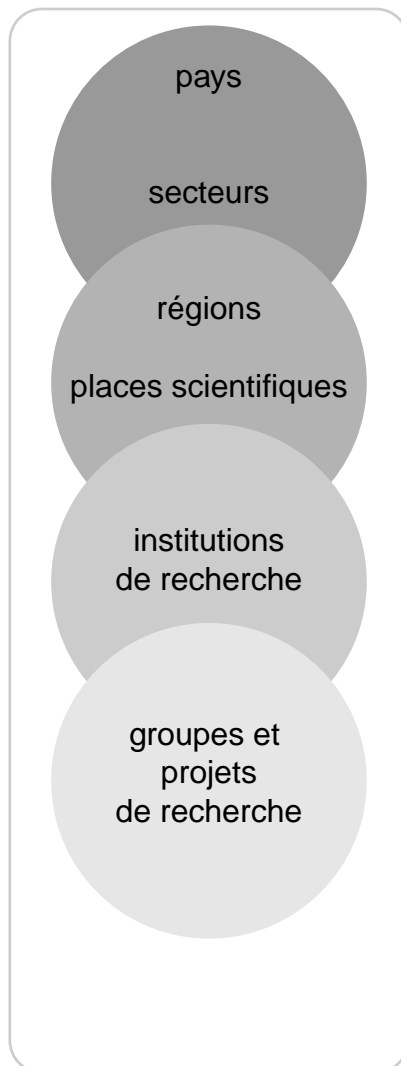 pays
secteurs
régions
places scientifiques
institutions
de recherche
groupes et
projets
de recherche